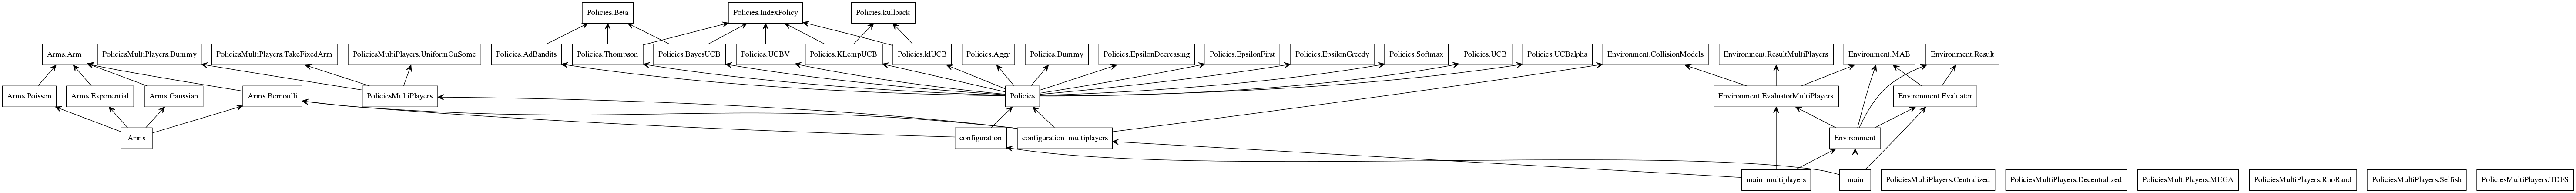 Policies.Beta
Policies.IndexPolicy
Policies.kullback
Arms.Arm
PoliciesMultiPlayers.Dummy
PoliciesMultiPlayers.TakeFixedArm
PoliciesMultiPlayers.UniformOnSome
Policies.AdBandits
Policies.Thompson
Policies.BayesUCB
Policies.UCBV
Policies.KLempUCB
Policies.klUCB
Policies.Aggr
Policies.Dummy
Policies.EpsilonDecreasing
Policies.EpsilonFirst
Policies.EpsilonGreedy
Policies.Softmax
Policies.UCB
Policies.UCBalpha
Environment.CollisionModels
Environment.ResultMultiPlayers
Environment.MAB
Environment.Result
Arms.Poisson
Arms.Exponential
Arms.Gaussian
Arms.Bernoulli
PoliciesMultiPlayers
Policies
Environment.EvaluatorMultiPlayers
Environment.Evaluator
Arms
configuration
configuration_multiplayers
Environment
main_multiplayers
main
PoliciesMultiPlayers.Centralized
PoliciesMultiPlayers.Decentralized
PoliciesMultiPlayers.MEGA
PoliciesMultiPlayers.RhoRand
PoliciesMultiPlayers.Selfish
PoliciesMultiPlayers.TDFS